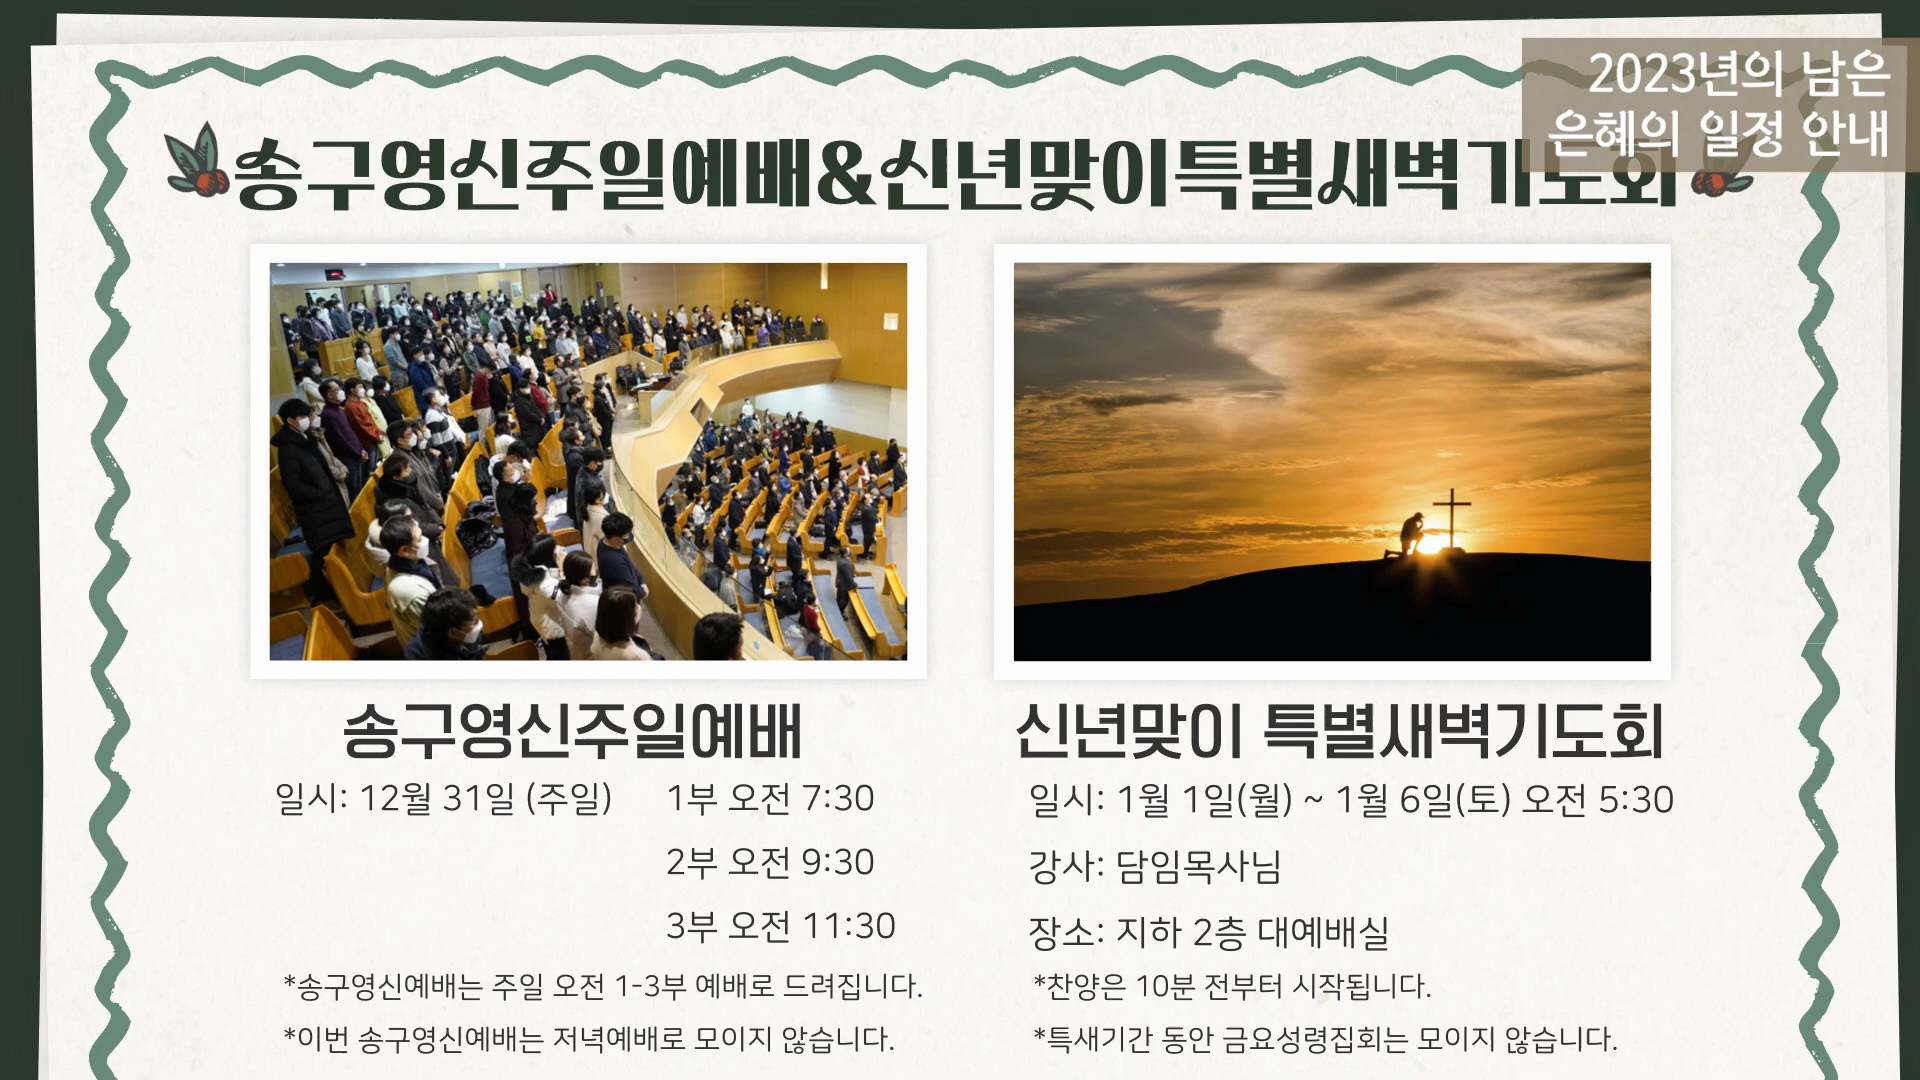 2023년의 남은
은혜의 일정 안내
송구영신주일예배&신년맞이특별새벽기도회
송구영신주일예배
일시: 12월 31일 (주일) 1부 오전 7:30
2부 오전 9:30
3부 오전 11:30
*송구영신예배는 주일 오전 1-3부 예배로 드려집니다.
*이번 송구영신예배는 저녁예배로 모이지 않습니다.
신년맞이 특별새벽기도회
일시: 1월 1일(월) ~ 1월 6일(토) 오전 5:30
강사: 담임목사님
장소: 지하 2층 대예배실
*찬양은 10분 전부터 시작됩니다.
*특새기간 동안 금요성령집회는 모이지 않습니다.